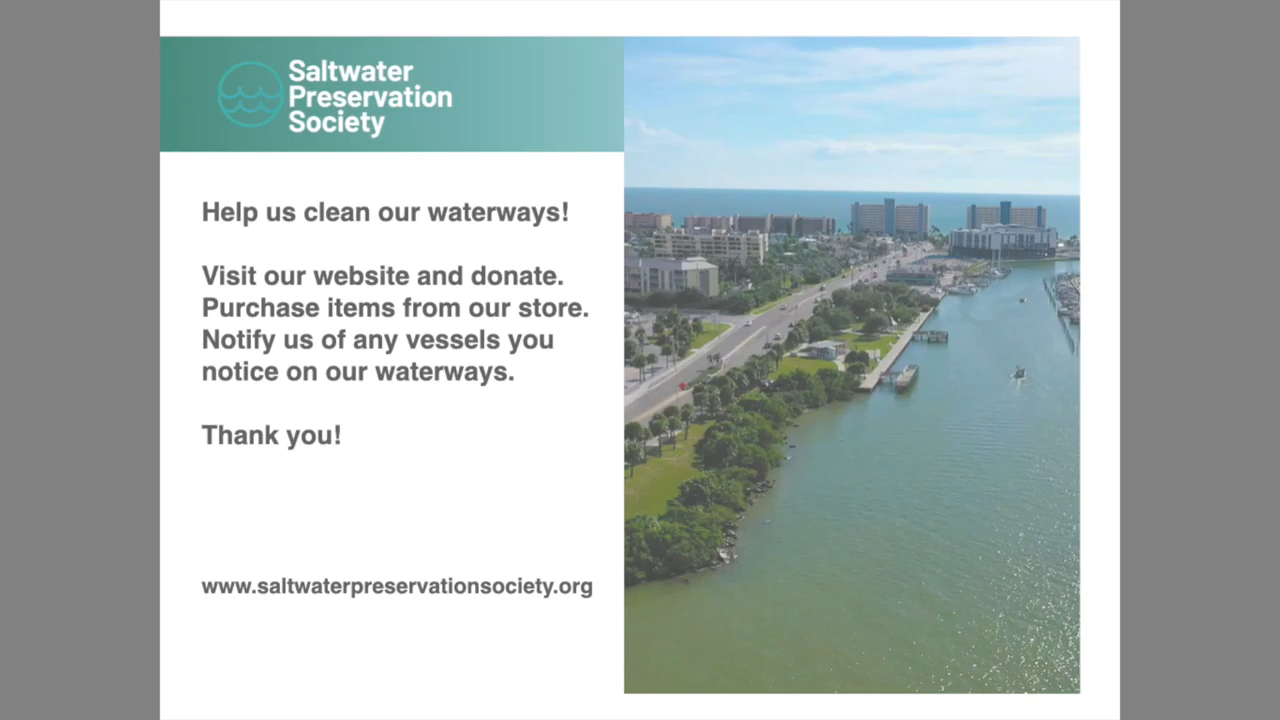 Saltwater
Preservation
Society
Help us clean our waterways!
Visit our website and donate.
Purchase items from our store.
Notify us of any vessels you
notice on our waterways.
Thank you!
www.saltwaterpreservationsociety.org